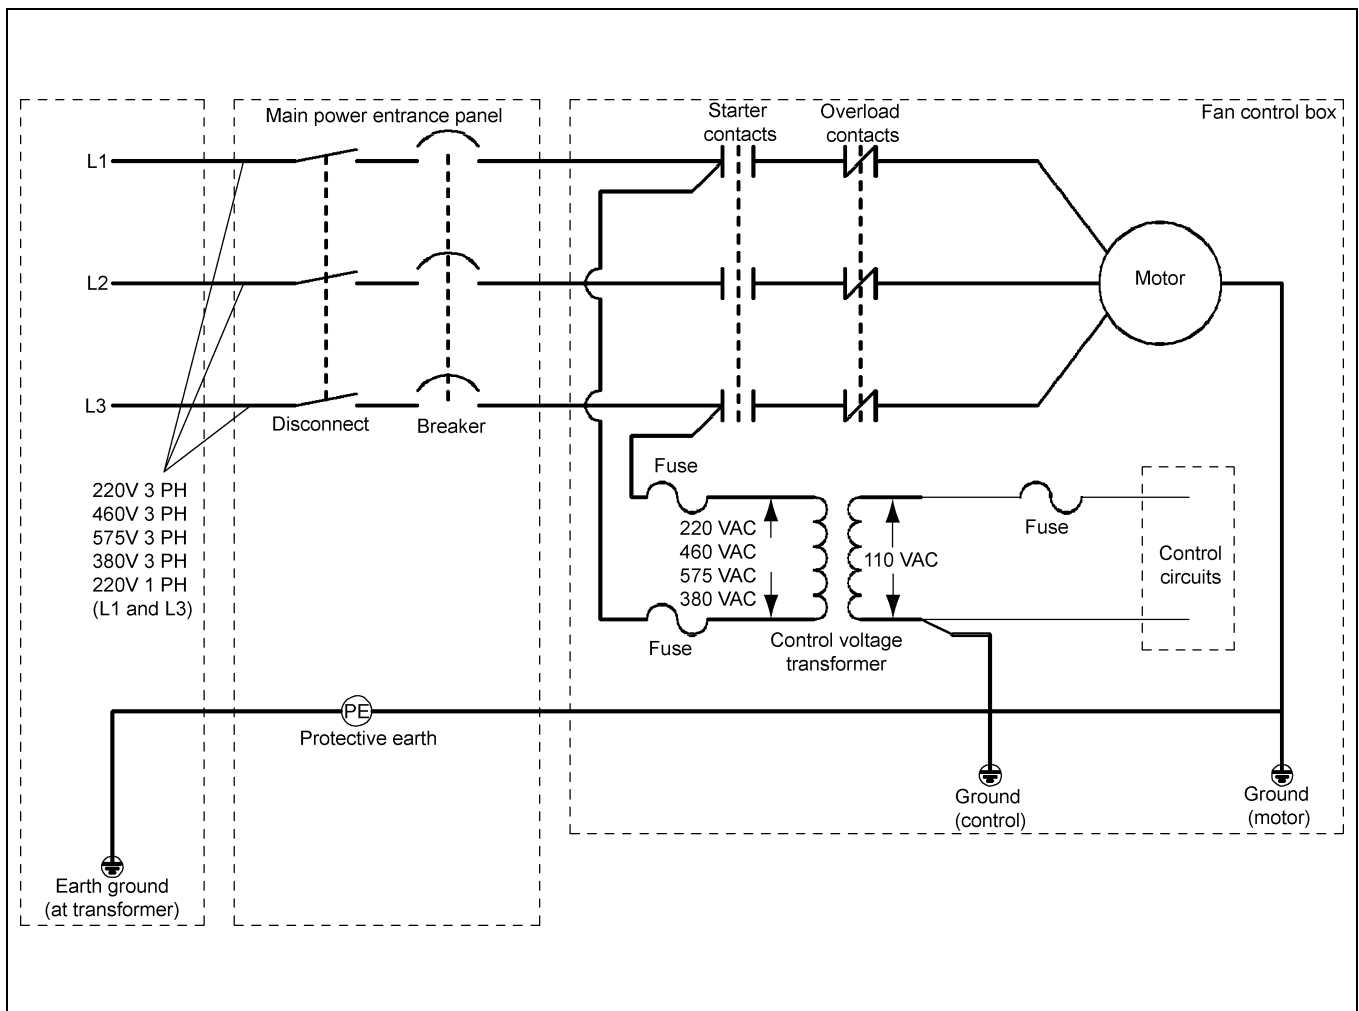 Main power entrance panel
Starter
contacts
Overload
contacts
Fan control box
L1
L2
L3
Motor
Disconnect
Breaker
220V 3 PH
460V 3 PH
575V 3 PH
380V 3 PH
220V 1 PH
(L1 and L3)
Fuse
220 VAC
460 VAC
575 VAC
380 VAC
110 VAC
Fuse
Control
circuits
Fuse
Control voltage
transformer
PE
Protective earth
Ground
(control)
Ground
(motor)
Earth ground
(at transformer)